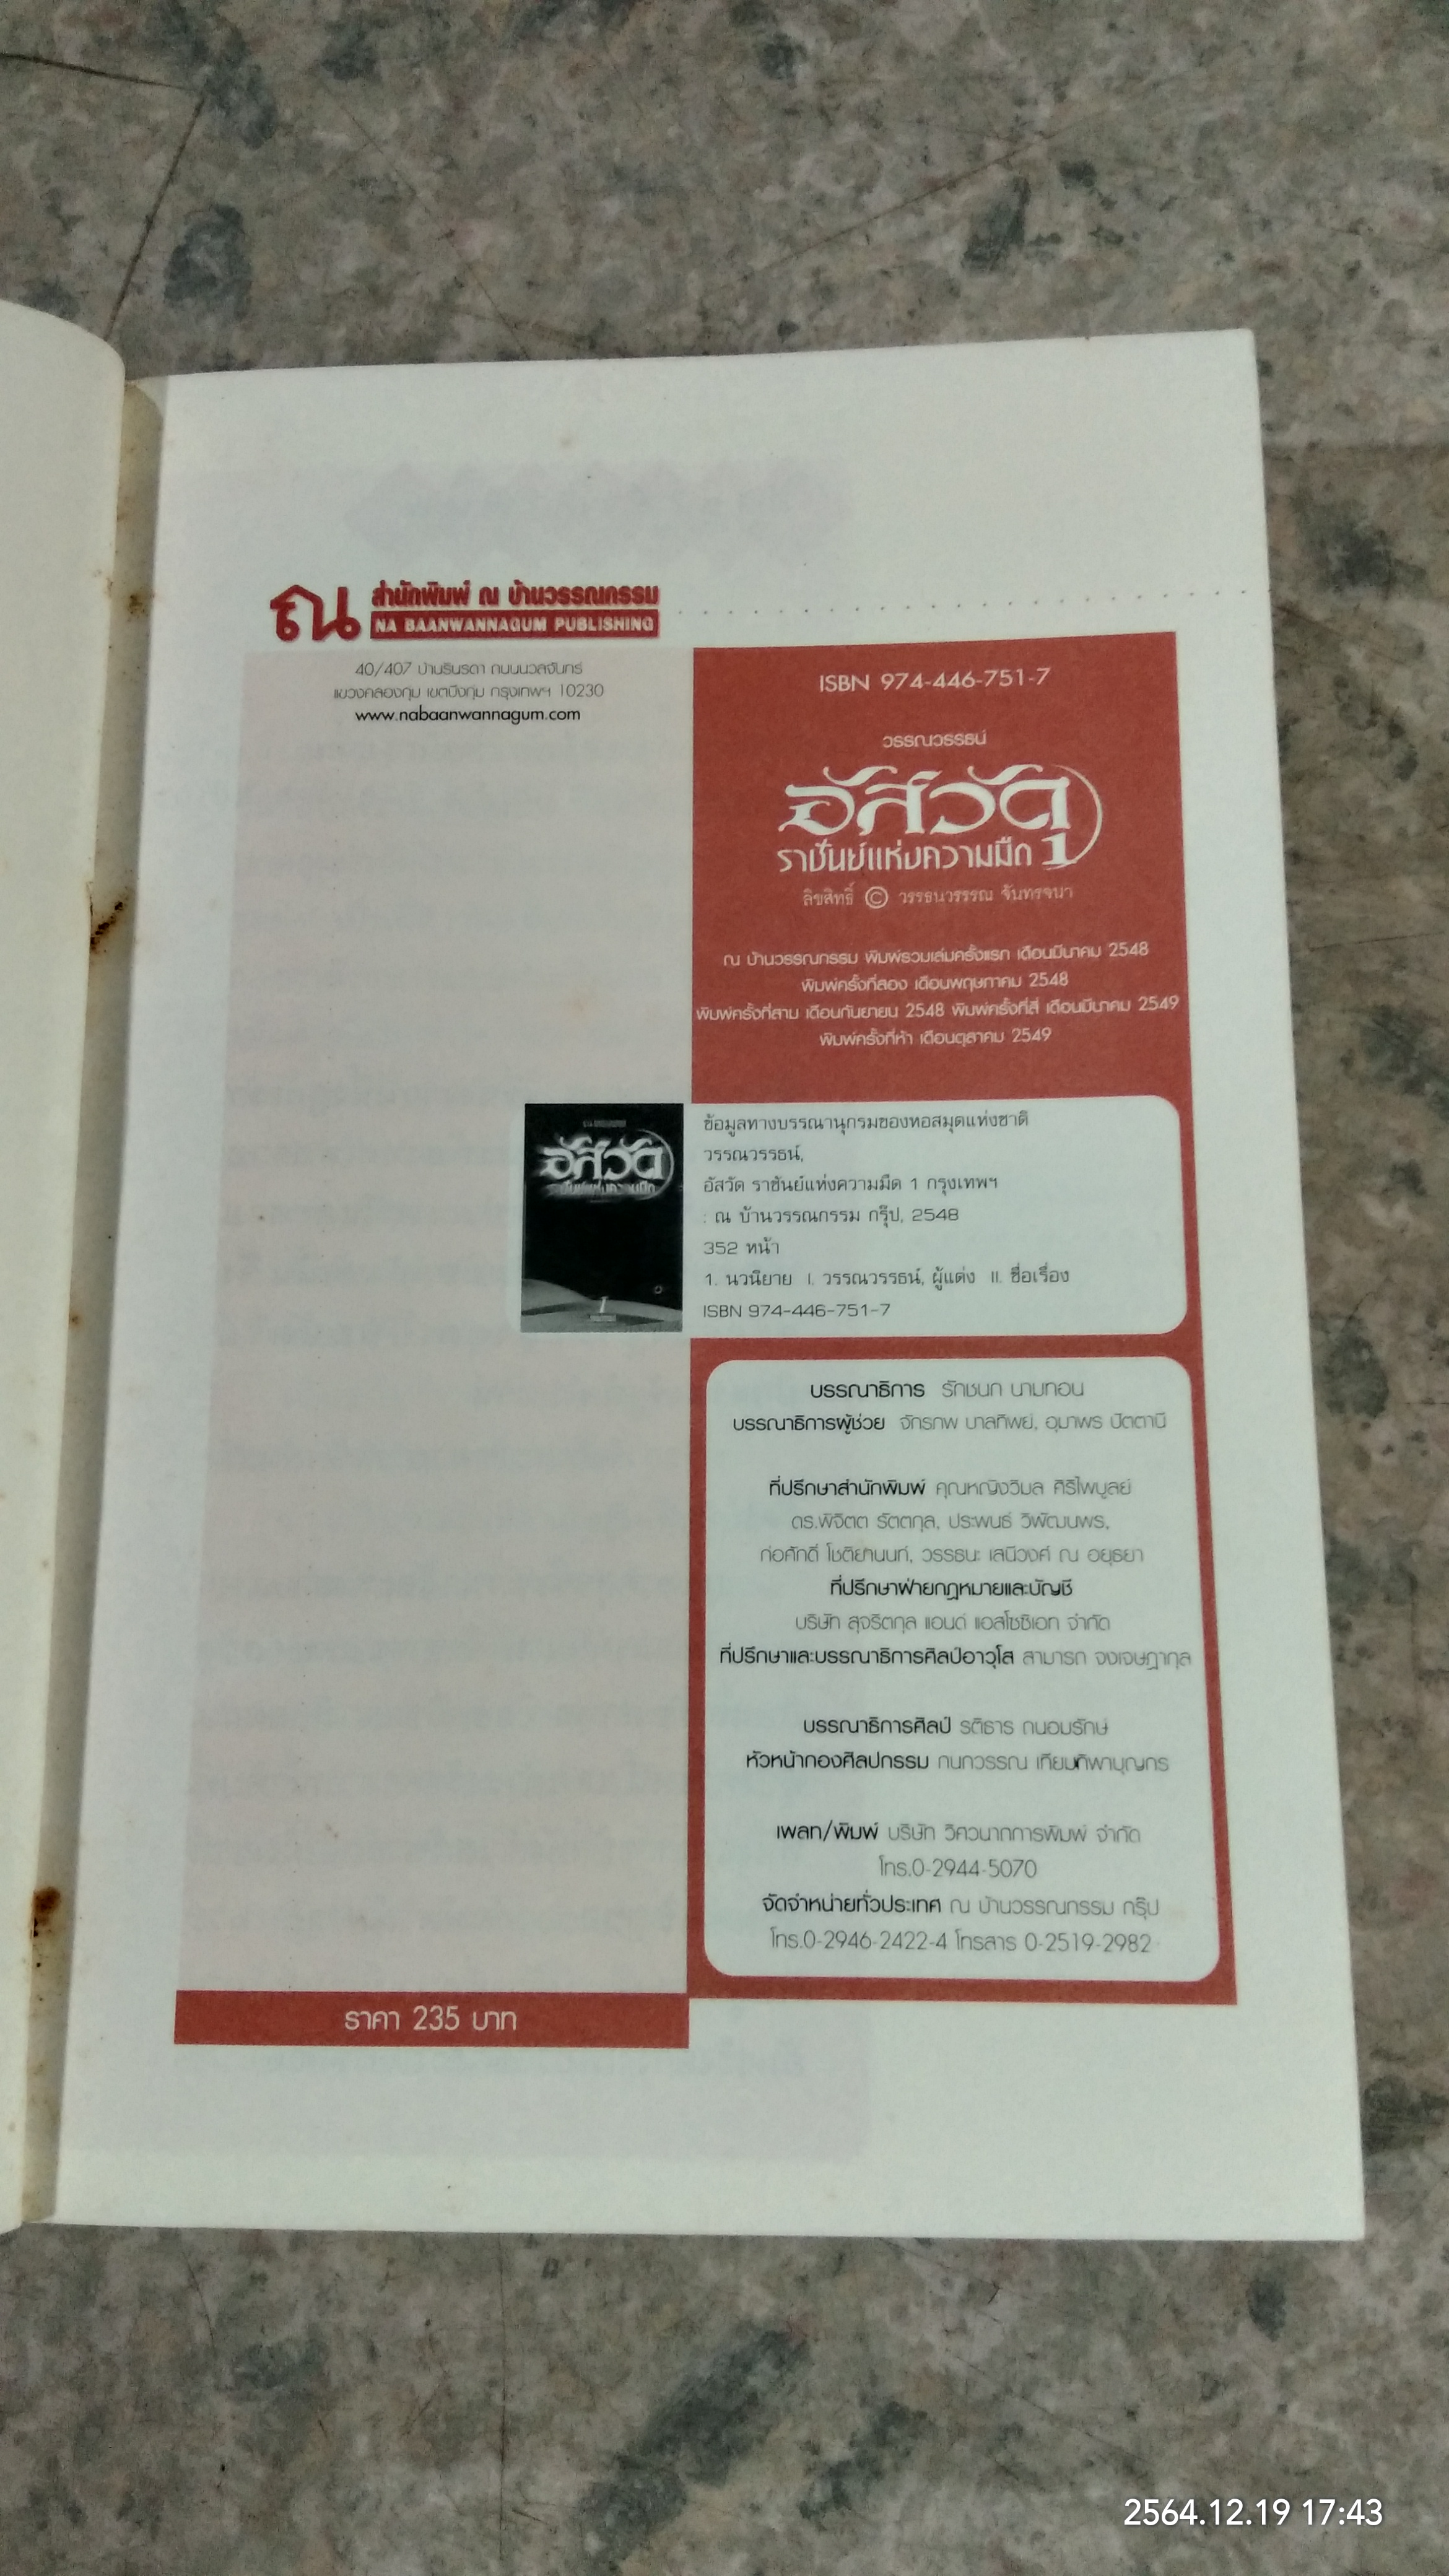 ณ สำนักพิมพ์ ณ บ้านวรรณกรรม
NA BAANWANNAGUM PUBLISHING
40/407 บ้านรินรดา ถนนนวลจันทร์
แขวงคลองกุ่ม เขตบึงกุ่ม กรุงเทพฯ 10230
www.nabaanwannagum.com
ISBN 974-446-751-7
วรรณวรรธน์
อัสวัด
ราชันย์แห่งความมืด 1
ลิขสิทธิ์ © วรรธนวรรรณ จันทรจนา
ณ บ้านวรรณกรรม พิมพ์รวมเล่มครั้งแรก เดือนมีนาคม 2548
พิมพ์ครั้งที่สอง เดือนพฤษภาคม 2548
พิมพ์ครั้งที่สาม เดือนกันยายน 2548 พิมพ์ครั้งที่สี่ เดือนมีนาคม 2549
พิมพ์ครั้งที่ห้า เดือนตุลาคม 2549
อัสวัด
ราชันย์แห่งความมืด
1
ข้อมูลทางบรรณานุกรมของหอสมุดแห่งชาติ
วรรณวรรธน์,
อัสวัด ราชันย์แห่งความมืด 1 กรุงเทพฯ
: ณ บ้านวรรณกรรม กรุ๊ป, 2548
352 หน้า
1. นวนิยาย I. วรรณวรรธน์, ผู้แต่ง II. ชื่อเรื่อง
ISBN 974-446-751-7
บรรณาธิการ รักชนก นามทอน
บรรณาธิการผู้ช่วย จักรภพ บาลทิพย์, อุมาพร ปัตตานี
ที่ปรึกษาสำนักพิมพ์ คุณหญิงวิมล ศิริไพบูลย์
ดร.พิจิตต รัตตกุล, ประพนธ์ วิพัฒนพร,
ก่อศักดิ์ โชติยานนท์, วรรธนะ เสนีวงศ์ ณ อยุธยา
ที่ปรึกษาฝ่ายกฎหมายและบัญชี
บริษัท สุจริตกุล แอนด์ แอสโซซิเอท จำกัด
ที่ปรึกษาและบรรณาธิการศิลป์อาวุโส สามารถ จงเจษฎากุล
บรรณาธิการศิลป์ รติธาร ถนอมรักษ์
หัวหน้ากองศิลปกรรม กนกวรรณ เทียมทิพาบุญกร
เพลท/พิมพ์ บริษัท วิศวนาถการพิมพ์ จำกัด
โทร.0-2944-5070
จัดจำหน่ายทั่วประเทศ ณ บ้านวรรณกรรม กรุ๊ป
โทร.0-2946-2422-4 โทรสาร 0-2519-2982
ราคา 235 บาท
2564.12.19 17:43